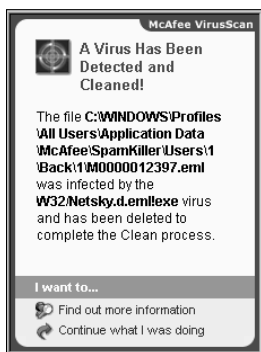 McAfee VirusScan
A Virus Has Been
Detected and
Cleaned!
The file C:\WINDOWS\Profiles
\All Users\Application Data
\McAfee\SpamKiller\Users\1
\Back\1\M0000012397.eml
was infected by the
W32/Netsky.d.eml!exe virus
and has been deleted to
complete the Clean process.
I want to...
Find out more information
Continue what I was doing